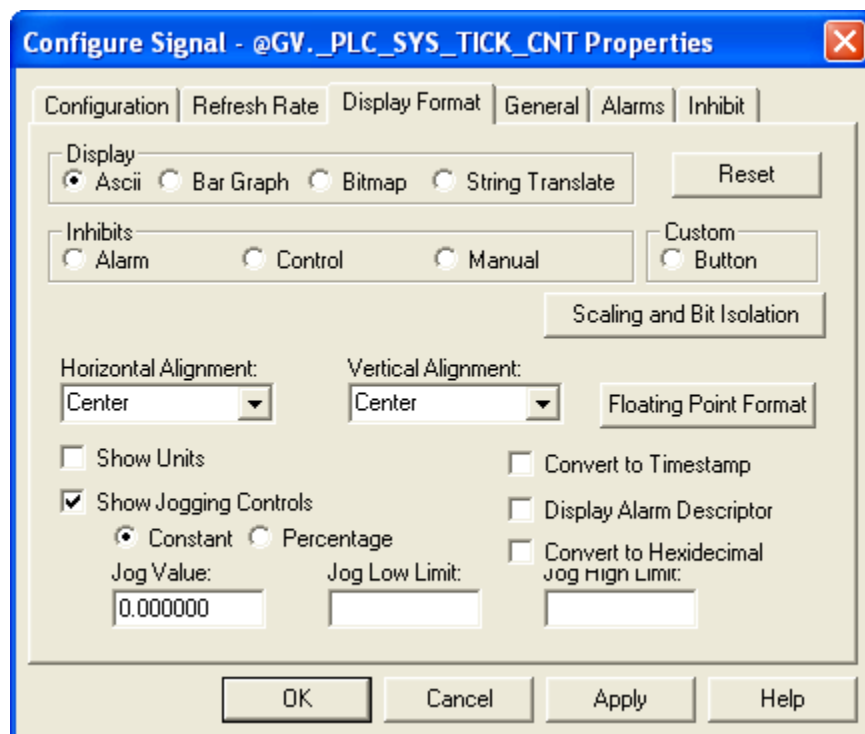 Configure Signal - @GV._PLC_SYS_TICK_CNT Properties
Configuration Refresh Rate Display Format General Alarms Inhibit
Display
Ascii Bar Graph Bitmap String Translate Reset
Inhibits Custom
Alarm Control Manual Button
Scaling and Bit Isolation
Horizontal Alignment: Vertical Alignment:
Center Center Floating Point Format
Show Units Convert to Timestamp
Show Jogging Controls Display Alarm Descriptor
Constant Percentage Convert to Hexidecimal
Jog Value: Jog Low Limit: Jog High Limit:
0.000000
OK Cancel Apply Help